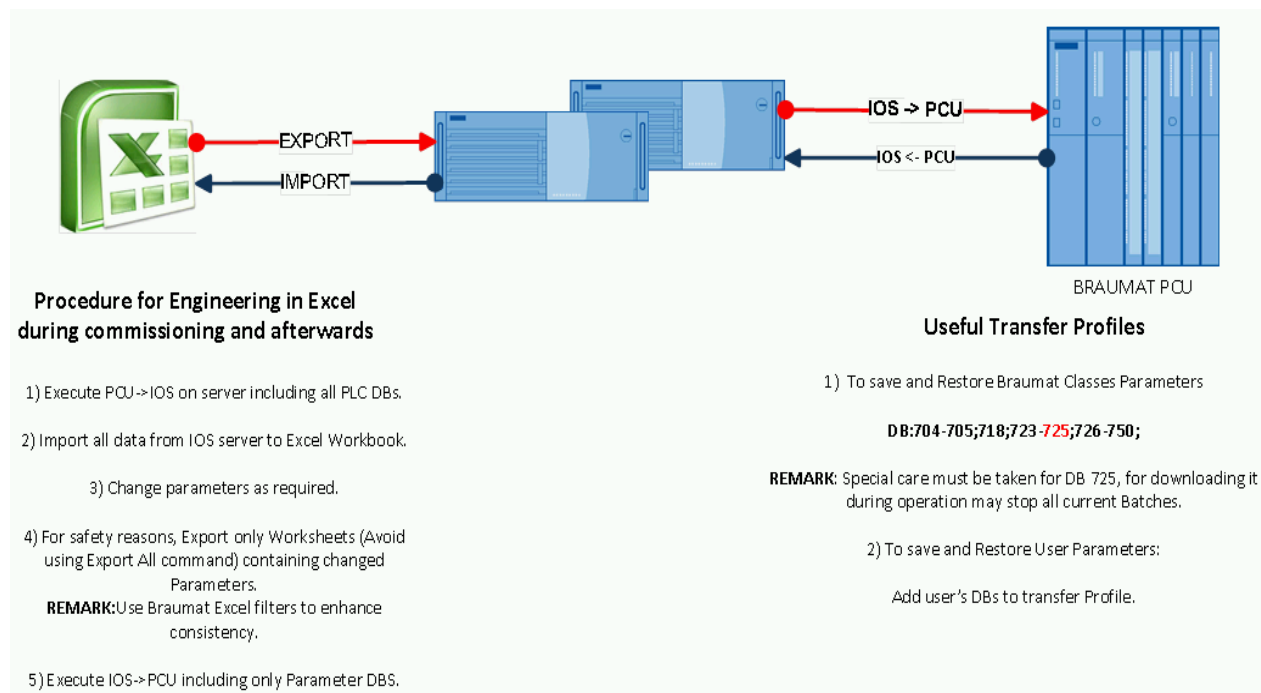 EXPORT
IMPORT
IOS -> PCU
IOS <- PCU
BRAUMAT PCU
Procedure for Engineering in Excel
during commissioning and afterwards
1) Execute PCU->IOS on server including all PLC DBs.
2) Import all data from IOS server to Excel Workbook.
3) Change parameters as required.
4) For safety reasons, Export only Worksheets (Avoid
using Export All command) containing changed
Parameters.
REMARK:Use Braumat Excel filters to enhance
consistency.
5) Execute IOS->PCU including only Parameter DBS.
Useful Transfer Profiles
1) To save and Restore Braumat Classes Parameters
DB:704-705;718;723-725;726-750;
REMARK: Special care must be taken for DB 725, for downloading it
during operation may stop all current Batches.
2) To save and Restore User Parameters:
Add user's DBs to transfer Profile.